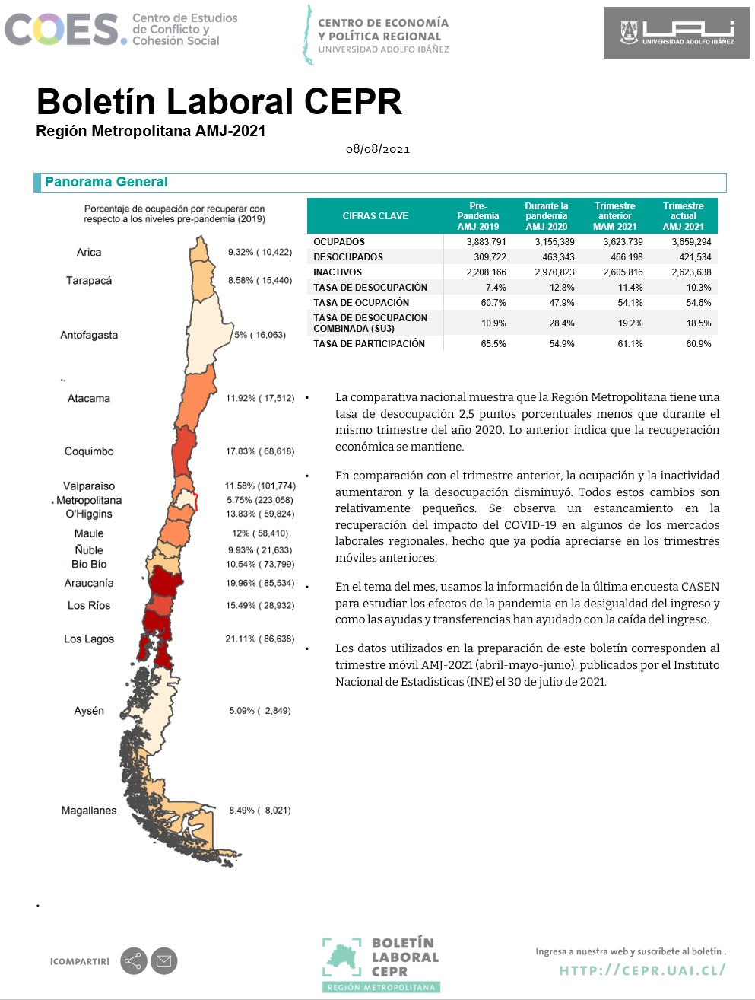 COES.
Centro de Estudios
de Conflicto y
Cohesión Social
CENTRO DE ECONOMÍA
Y POLÍTICA REGIONAL
UNIVERSIDAD ADOLFO IBÁÑEZ
UAI
UNIVERSIDAD ADOLFO IBÁÑEZ
Boletín Laboral CEPR
Región Metropolitana AMJ-2021
08/08/2021
Panorama General
Porcentaje de ocupación por recuperar con
respecto a los niveles pre-pandemia (2019)
Arica 9.32% ( 10,422)
Tarapacá 8.58% ( 15,440)
Antofagasta 5% ( 16,063)
Atacama 11.92% ( 17,512)
Coquimbo 17.83% ( 68,618)
Valparaíso 11.58% (101,774)
Metropolitana 5.75% (223,058)
O'Higgins 13.83% ( 59,824)
Maule 12% ( 58,410)
Ñuble 9.93% ( 21,633)
Bío Bío 10.54% ( 73,799)
Araucanía 19.96% ( 85,534)
Los Ríos 15.49% ( 28,932)
Los Lagos 21.11% ( 86,638)
Aysén 5.09% ( 2,849)
Magallanes 8.49% ( 8,021)
CIFRAS CLAVE Pre-Pandemia AMJ-2019 Durante la pandemia AMJ-2020 Trimestre anterior MAM-2021 Trimestre actual AMJ-2021
OCUPADOS 3,883,791 3,155,389 3,623,739 3,659,294
DESOCUPADOS 309,722 463,343 466,198 421,534
INACTIVOS 2,208,166 2,970,823 2,605,816 2,623,638
TASA DE DESOCUPACIÓN 7.4% 12.8% 11.4% 10.3%
TASA DE OCUPACIÓN 60.7% 47.9% 54.1% 54.6%
TASA DE DESOCUPACION
COMBINADA (SU3) 10.9% 28.4% 19.2% 18.5%
TASA DE PARTICIPACIÓN 65.5% 54.9% 61.1% 60.9%
• La comparativa nacional muestra que la Región Metropolitana tiene una
tasa de desocupación 2,5 puntos porcentuales menos que durante el
mismo trimestre del año 2020. Lo anterior indica que la recuperación
económica se mantiene.
• En comparación con el trimestre anterior, la ocupación y la inactividad
aumentaron y la desocupación disminuyó. Todos estos cambios son
relativamente pequeños. Se observa un estancamiento en la
recuperación del impacto del COVID-19 en algunos de los mercados
laborales regionales, hecho que ya podía apreciarse en los trimestres
móviles anteriores.
• En el tema del mes, usamos la información de la última encuesta CASEN
para estudiar los efectos de la pandemia en la desigualdad del ingreso y
como las ayudas y transferencias han ayudado con la caída del ingreso.
• Los datos utilizados en la preparación de este boletín corresponden al
trimestre móvil AMJ-2021 (abril-mayo-junio), publicados por el Instituto
Nacional de Estadísticas (INE) el 30 de julio de 2021.
•
¡COMPARTIR!
BOLETÍN
LABORAL
CEPR
REGIÓN METROPOLITANA
Ingresa a nuestra web y suscríbete al boletín .
HTTP://CEPR.UAI.CL/